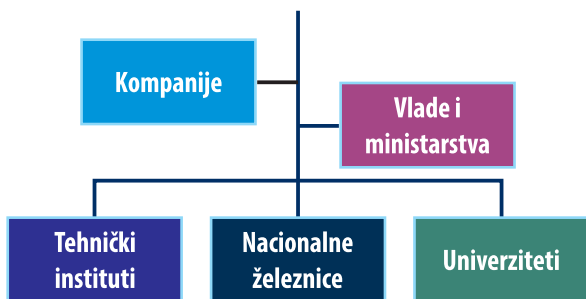 Kompanije
Vlade i
ministarstva
Tehnički
instituti
Nacionalne
železnice
Univerziteti